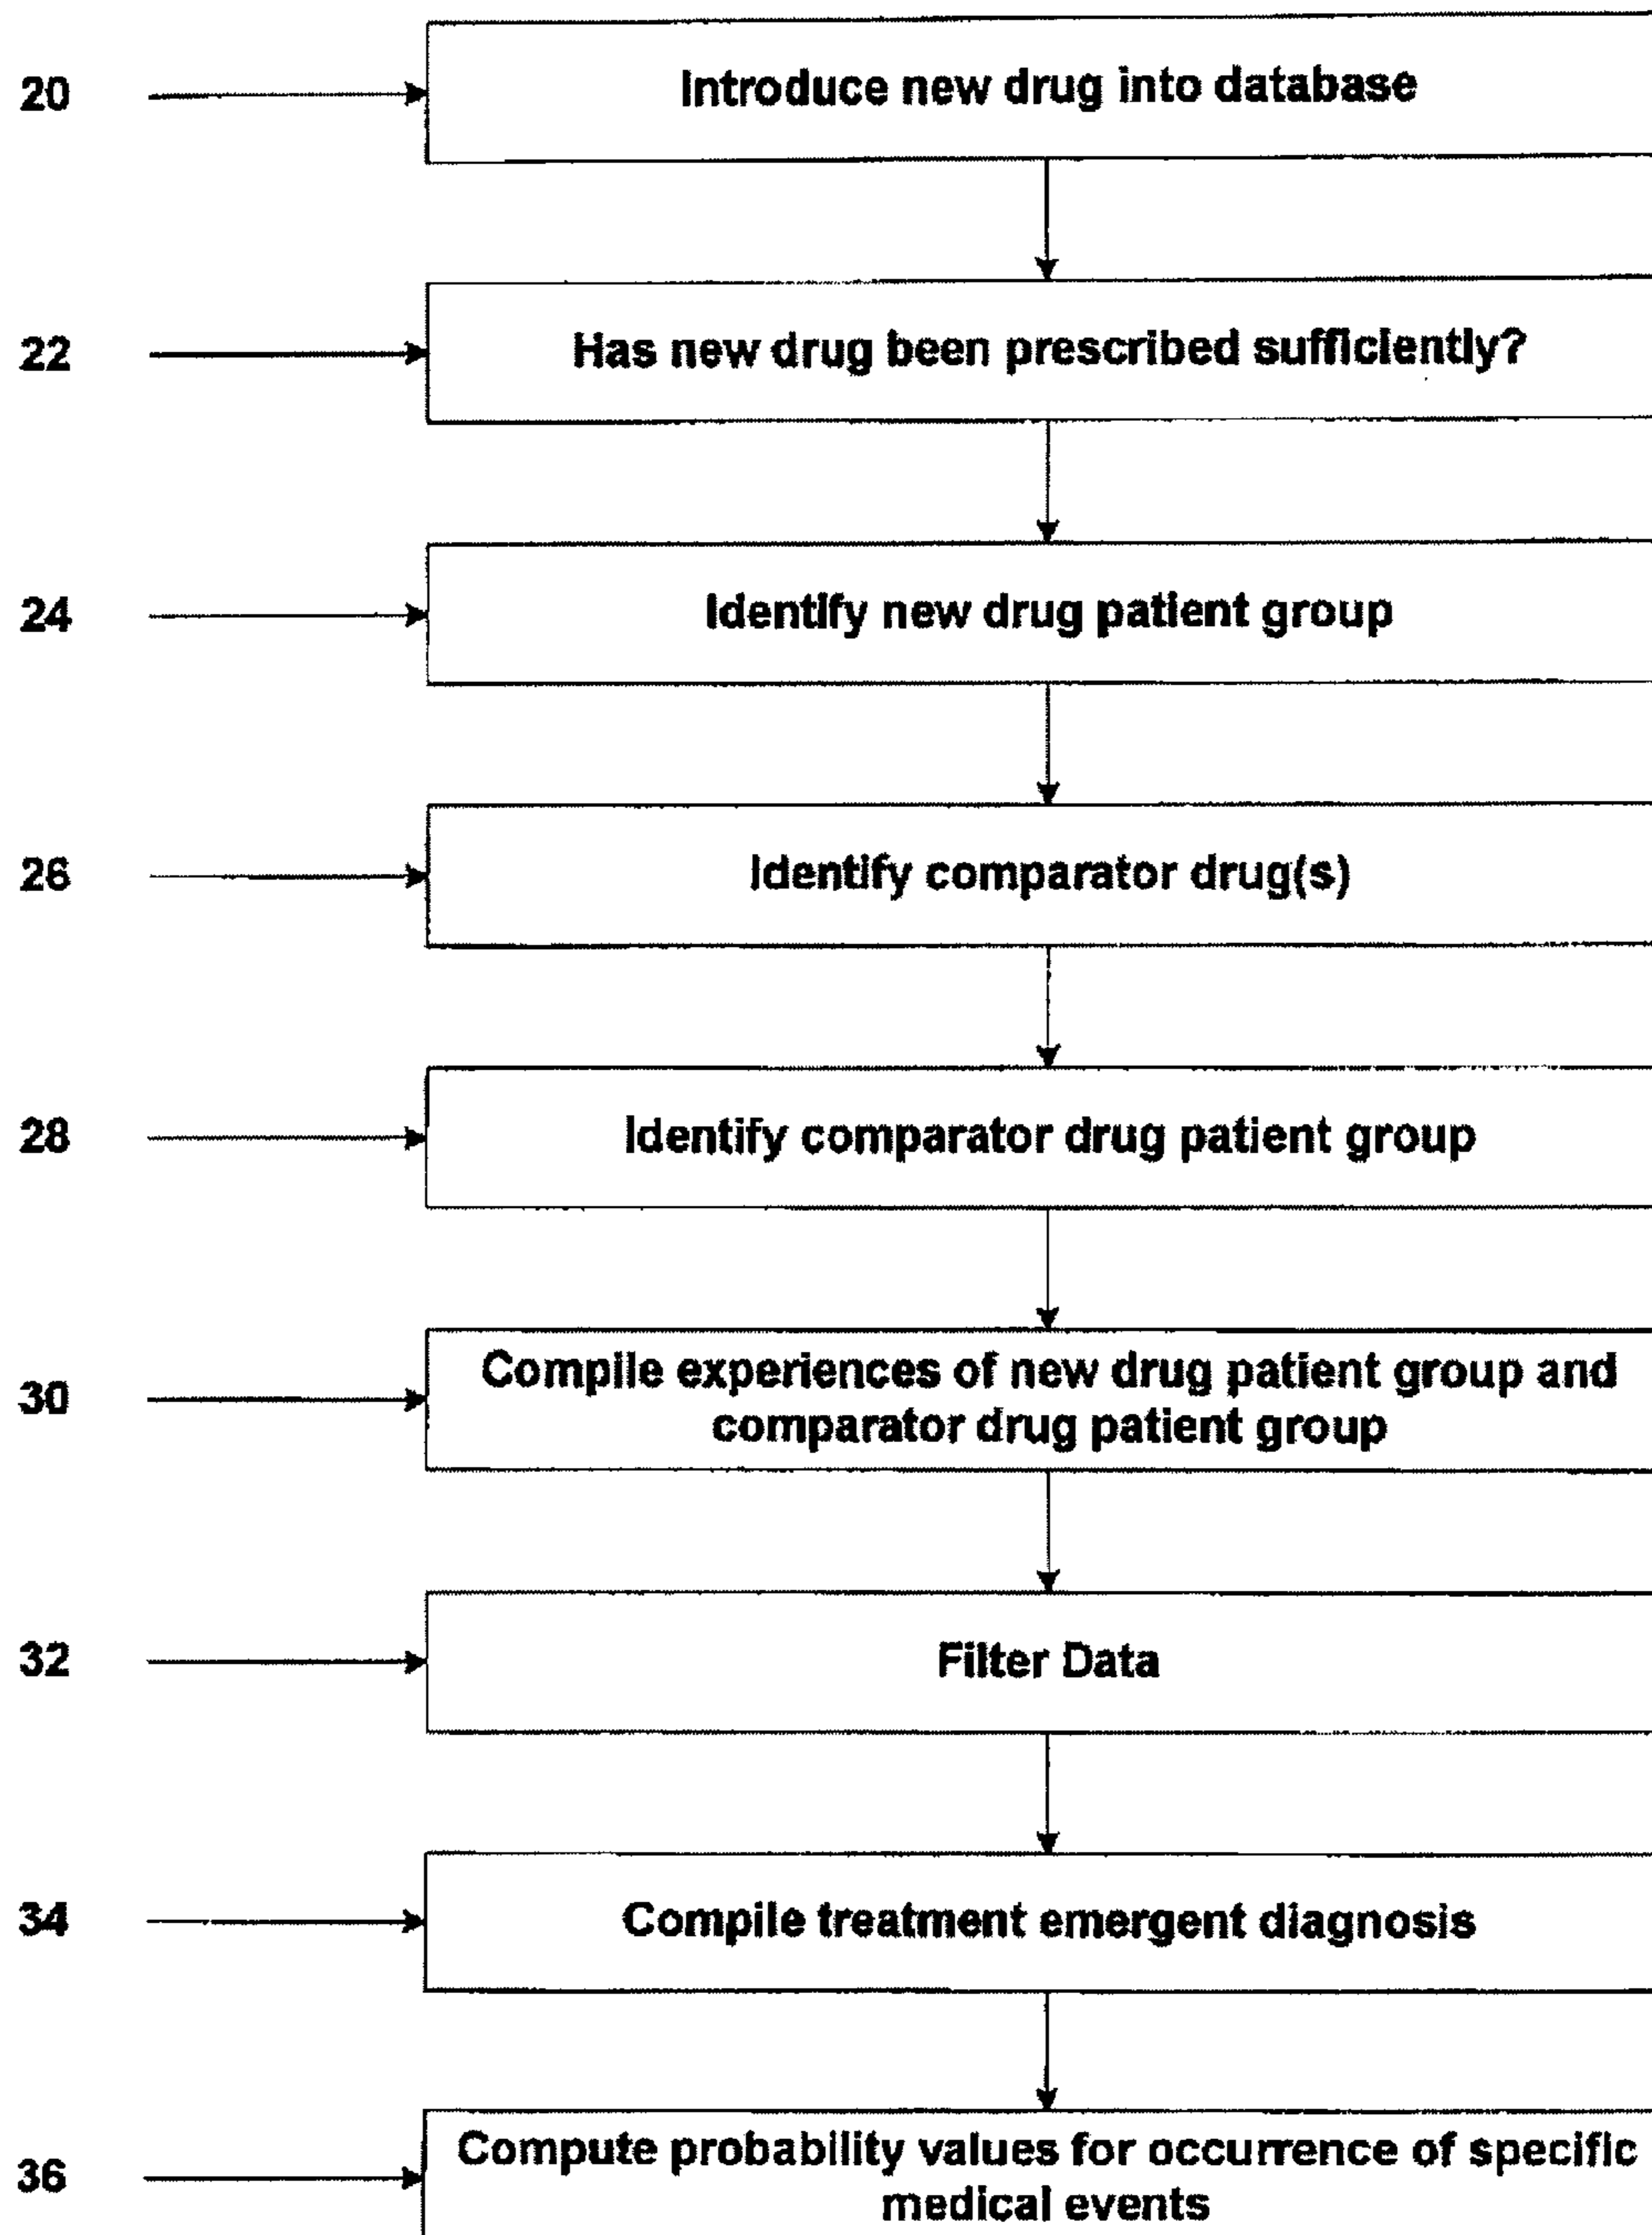 20
Introduce new drug into database
22
Has new drug been prescribed sufficiently?
24
Identify new drug patient group
26
Identify comparator drug(s)
28
Identify comparator drug patient group
30
Compile experiences of new drug patient group and
comparator drug patient group
32
Filter Data
34
Compile treatment emergent diagnosis
36
Compute probability values for occurrence of specific
medical events